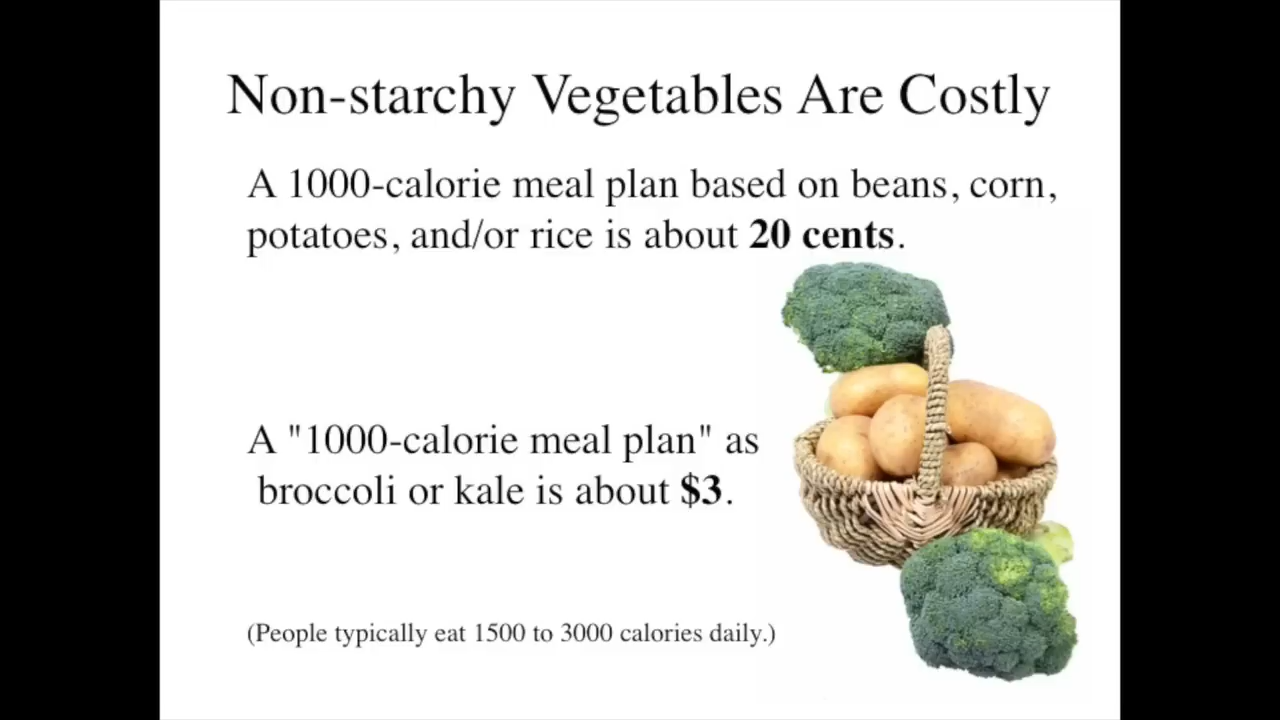 Non-starchy Vegetables Are Costly
A 1000-calorie meal plan based on beans, corn,
potatoes, and/or rice is about 20 cents.
A "1000-calorie meal plan" as
broccoli or kale is about $3.
(People typically eat 1500 to 3000 calories daily.)